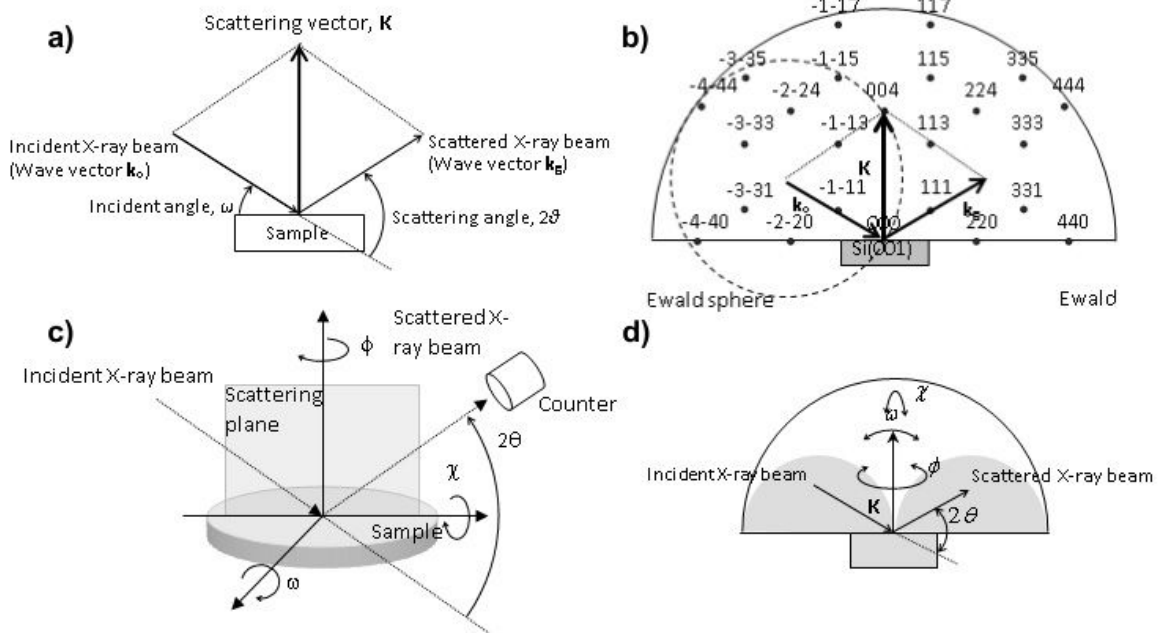 a)
Scattering vector, K
Incident X-ray beam
(Wave vector k₀)
Incident angle, ω
Sample
Scattered X-ray beam
(Wave vector kg)
Scattering angle, 2ϑ
b)
-1-17 117
-3-35 -1-15 115 335
-4-44 -2-24 004 224 444
-3-33 -1-13 113 333
K
-3-31 -1-11 111 331
k₀ kg
-4-40 -2-20 000 220 440
Si(001)
Ewald sphere Ewald
c)
ϕ
Scattered X-
ray beam
Incident X-ray beam
Scattering
plane
Counter
2θ
χ
Sample
ω
d)
χ
ω
Incident X-ray beam
ϕ
Scattered X-ray beam
K
2θ